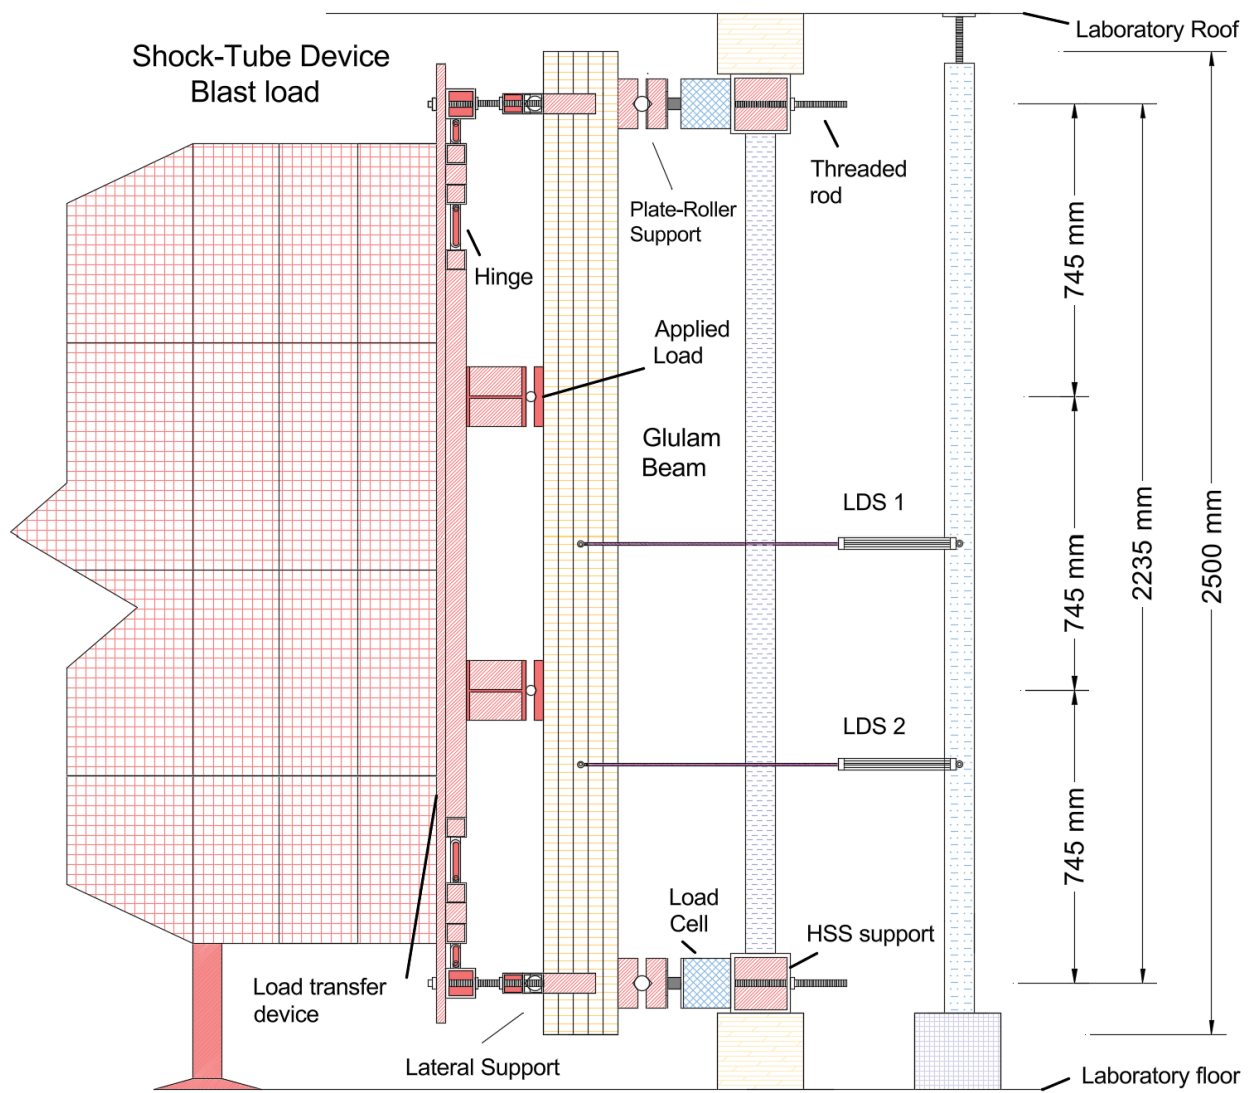 Laboratory Roof
Shock-Tube Device
Blast load
Threaded
rod
Plate-Roller
Support
Hinge
745 mm
Applied
Load
Glulam
Beam
LDS 1
745 mm
2235 mm
2500 mm
LDS 2
745 mm
Load
Cell
HSS support
Load transfer
device
Lateral Support
Laboratory floor